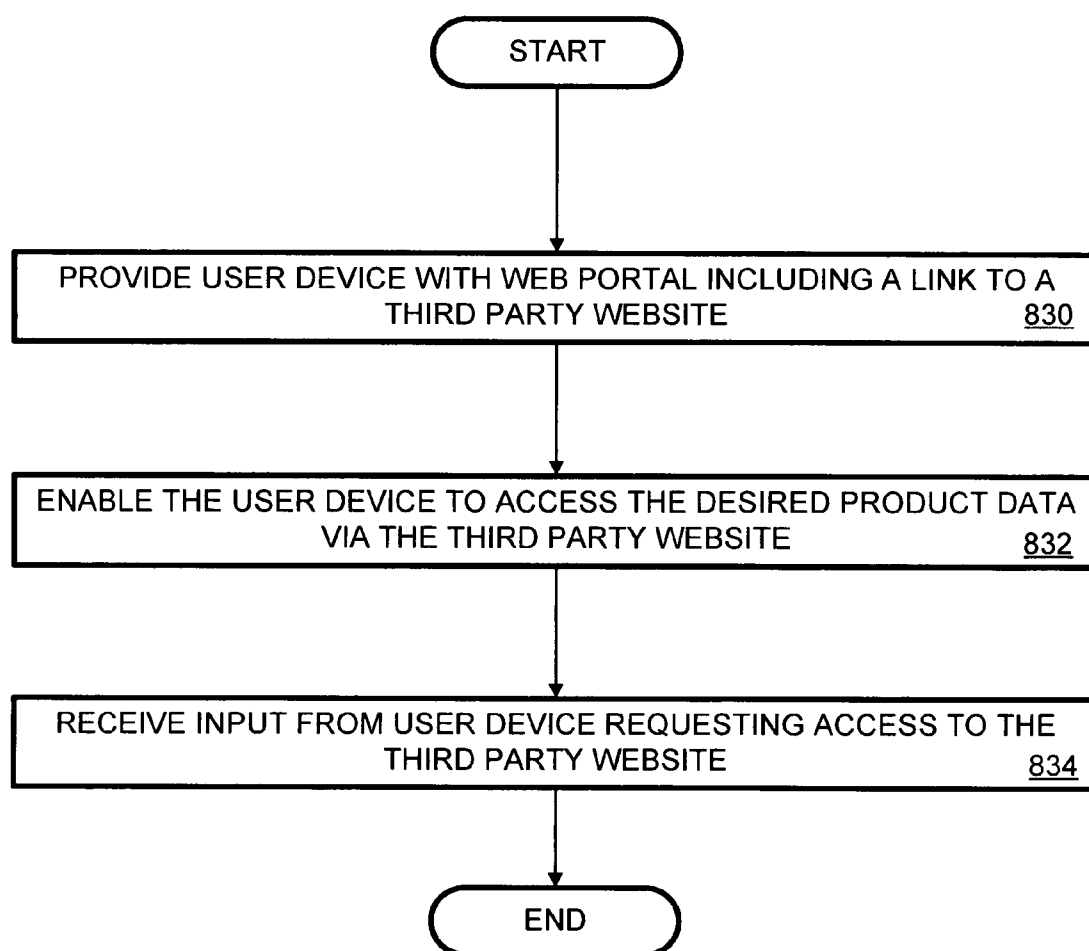 START
PROVIDE USER DEVICE WITH WEB PORTAL INCLUDING A LINK TO A
THIRD PARTY WEBSITE
830
ENABLE THE USER DEVICE TO ACCESS THE DESIRED PRODUCT DATA
VIA THE THIRD PARTY WEBSITE
832
RECEIVE INPUT FROM USER DEVICE REQUESTING ACCESS TO THE
THIRD PARTY WEBSITE
834
END